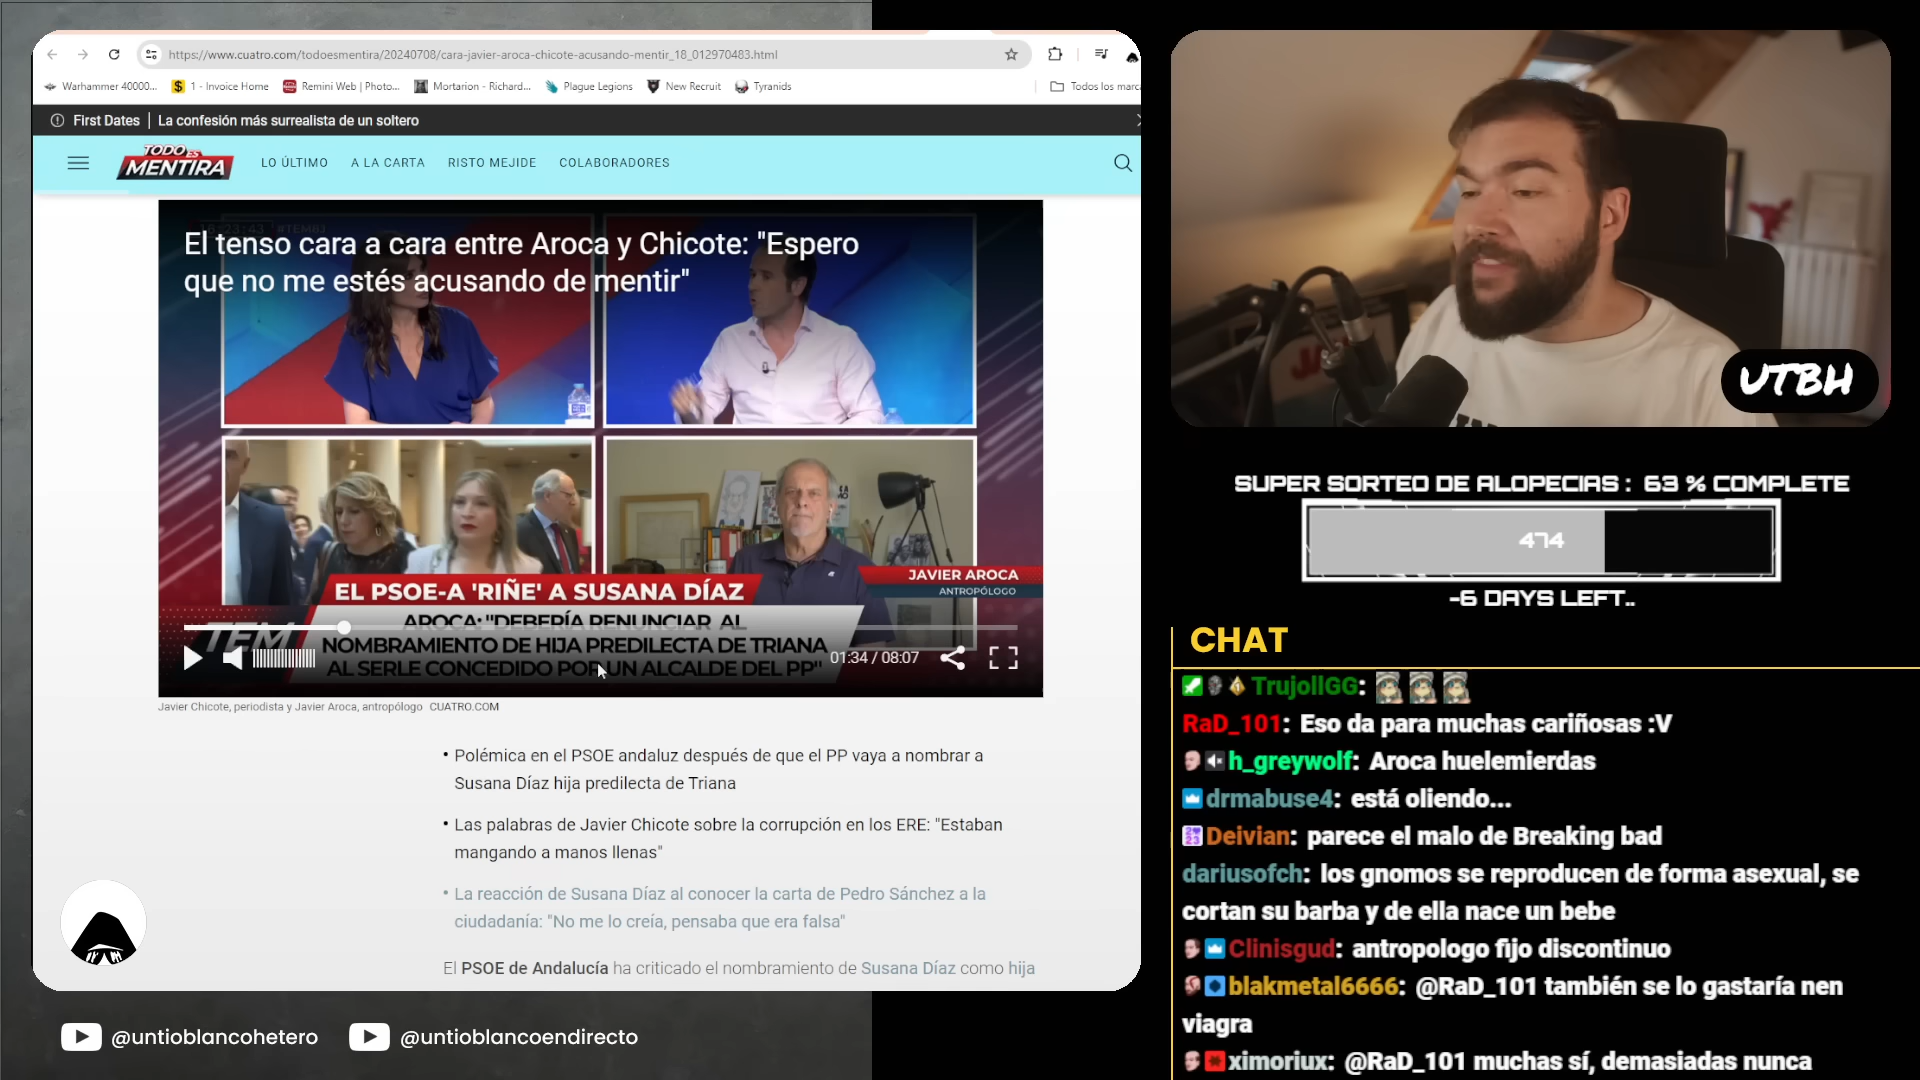 https://www.cuatro.com/todoesmentira/20240708/cara-javier-aroca-chicote-acusando-mentir_18_012970483.html
Warhammer 40000... 1 - Invoice Home Remini Web | Photo... Mortarion - Richard... Plague Legions New Recruit Tyranids Todos los marca
First Dates | La confesión más surrealista de un soltero
TODO ES
MENTIRA
LO ÚLTIMO A LA CARTA RISTO MEJIDE COLABORADORES
El tenso cara a cara entre Aroca y Chicote: "Espero
que no me estés acusando de mentir"
EL PSOE-A 'RIÑE' A SUSANA DÍAZ
JAVIER AROCA
ANTROPÓLOGO
TEM
AROCA: "DEBERÍA RENUNCIAR AL
NOMBRAMIENTO DE HIJA PREDILECTA DE TRIANA
AL SERLE CONCEDIDO POR UN ALCALDE DEL PP"
01:34 / 08:07
Javier Chicote, periodista y Javier Aroca, antropólogo CUATRO.COM
• Polémica en el PSOE andaluz después de que el PP vaya a nombrar a
Susana Díaz hija predilecta de Triana
• Las palabras de Javier Chicote sobre la corrupción en los ERE: "Estaban
mangando a manos llenas"
• La reacción de Susana Díaz al conocer la carta de Pedro Sánchez a la
ciudadanía: "No me lo creía, pensaba que era falsa"
El PSOE de Andalucía ha criticado el nombramiento de Susana Díaz como hija
@untioblancohetero @untioblancoendirecto
UTBH
SUPER SORTEO DE ALOPECIAS : 63 % COMPLETE
474
-6 DAYS LEFT..
CHAT
TrujollGG:
RaD_101: Eso da para muchas cariñosas :V
h_greywolf: Aroca huelemierdas
drmabuse4: está oliendo...
Deivian: parece el malo de Breaking bad
dariusofch: los gnomos se reproducen de forma asexual, se
cortan su barba y de ella nace un bebe
Clinisgud: antropologo fijo discontinuo
blakmetal6666: @RaD_101 también se lo gastaría nen
viagra
ximoriux: @RaD_101 muchas sí, demasiadas nunca